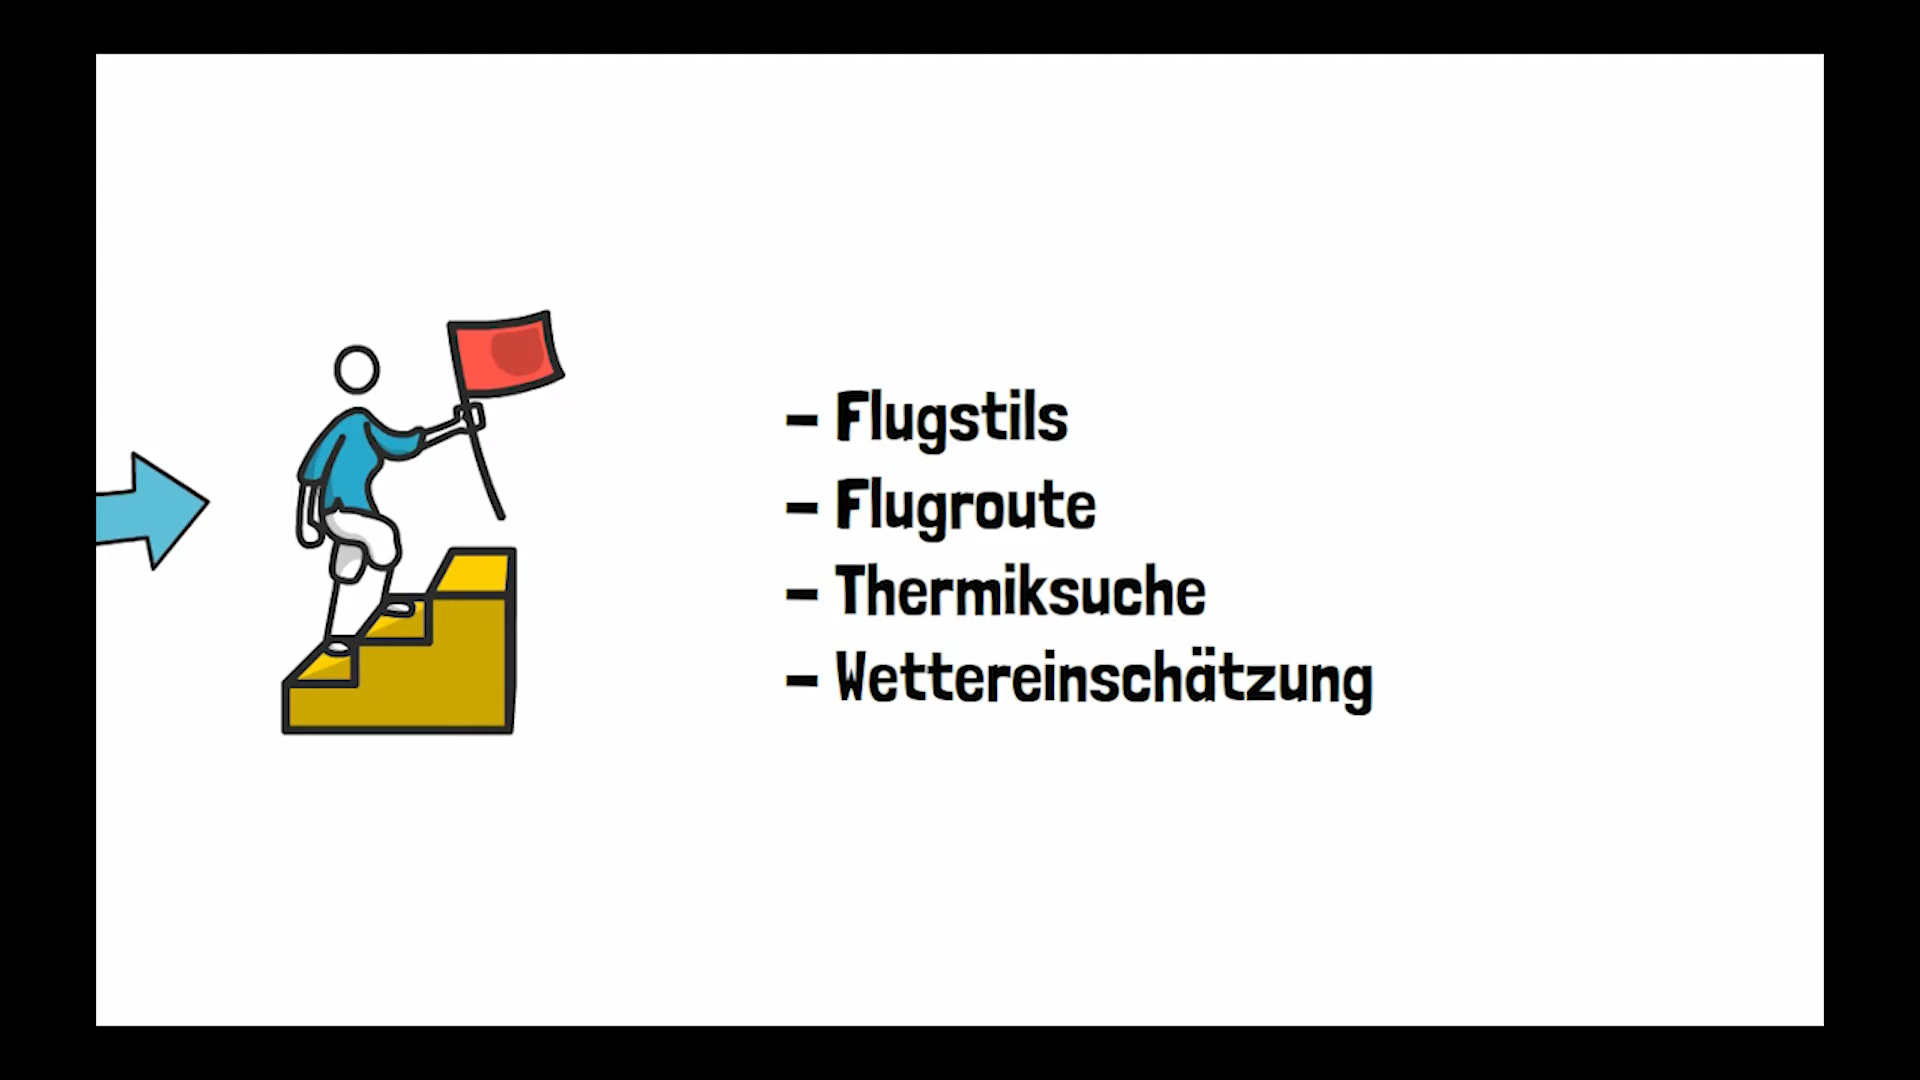 - Flugstils
- Flugroute
- Thermiksuche
- Wettereinschätzung